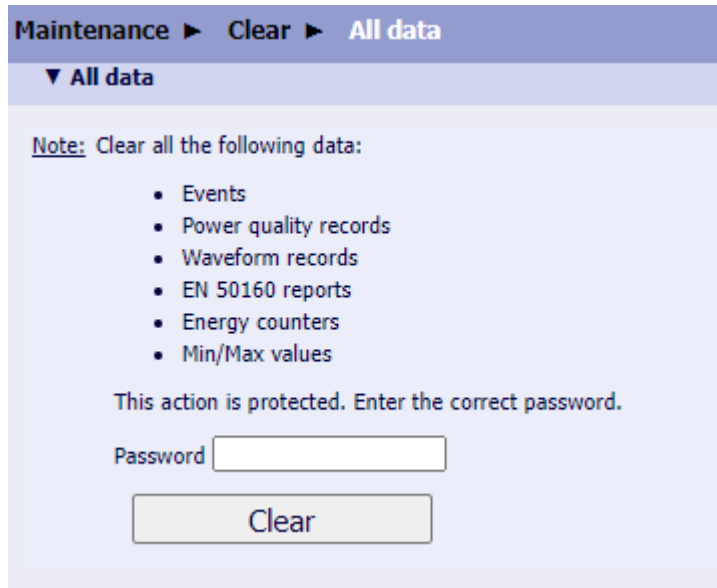 Maintenance ► Clear ► All data
▼ All data
Note: Clear all the following data:
• Events
• Power quality records
• Waveform records
• EN 50160 reports
• Energy counters
• Min/Max values
This action is protected. Enter the correct password.
Password
Clear